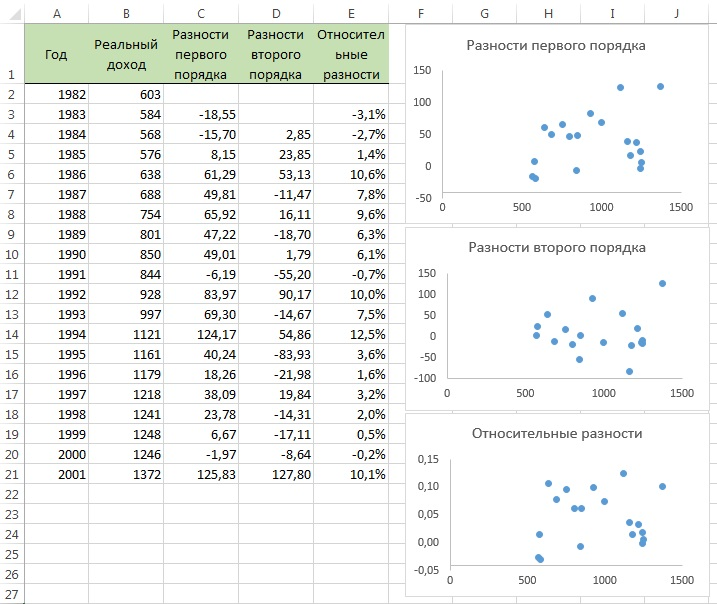 A B C D E F G H I J
1 Год Реальный доход Разности первого порядка Разности второго порядка Относител ьные разности
2 1982 603
3 1983 584 -18,55 -3,1%
4 1984 568 -15,70 2,85 -2,7%
5 1985 576 8,15 23,85 1,4%
6 1986 638 61,29 53,13 10,6%
7 1987 688 49,81 -11,47 7,8%
8 1988 754 65,92 16,11 9,6%
9 1989 801 47,22 -18,70 6,3%
10 1990 850 49,01 1,79 6,1%
11 1991 844 -6,19 -55,20 -0,7%
12 1992 928 83,97 90,17 10,0%
13 1993 997 69,30 -14,67 7,5%
14 1994 1121 124,17 54,86 12,5%
15 1995 1161 40,24 -83,93 3,6%
16 1996 1179 18,26 -21,98 1,6%
17 1997 1218 38,09 19,84 3,2%
18 1998 1241 23,78 -14,31 2,0%
19 1999 1248 6,67 -17,11 0,5%
20 2000 1246 -1,97 -8,64 -0,2%
21 2001 1372 125,83 127,80 10,1%
22
23
24
25
26
27
Разности первого порядка
150
100
50
0
-50
0 500 1000 1500
Разности второго порядка
150
100
50
0
-50
-100
0 500 1000 1500
Относительные разности
0,15
0,10
0,05
0,00
-0,05
0 500 1000 1500